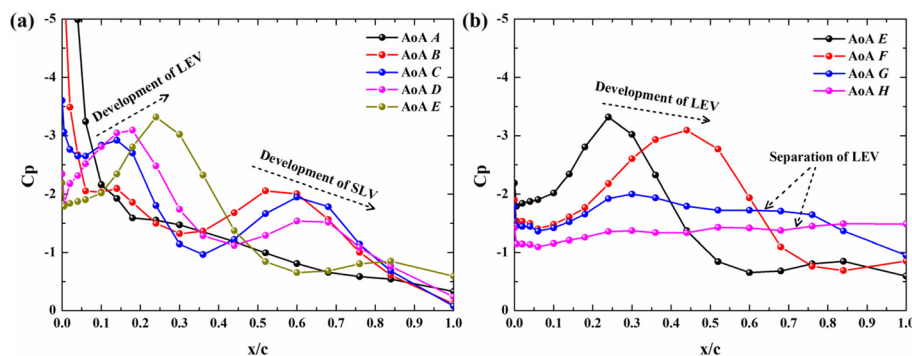 (a)
-5
-4
-3
-2
-1
0
Cp
0.0 0.1 0.2 0.3 0.4 0.5 0.6 0.7 0.8 0.9 1.0
x/c
Development of LEV
Development of SLV
AoA A
AoA B
AoA C
AoA D
AoA E
(b)
-5
-4
-3
-2
-1
0
Cp
0.0 0.1 0.2 0.3 0.4 0.5 0.6 0.7 0.8 0.9 1.0
x/c
Development of LEV
Separation of LEV
AoA E
AoA F
AoA G
AoA H